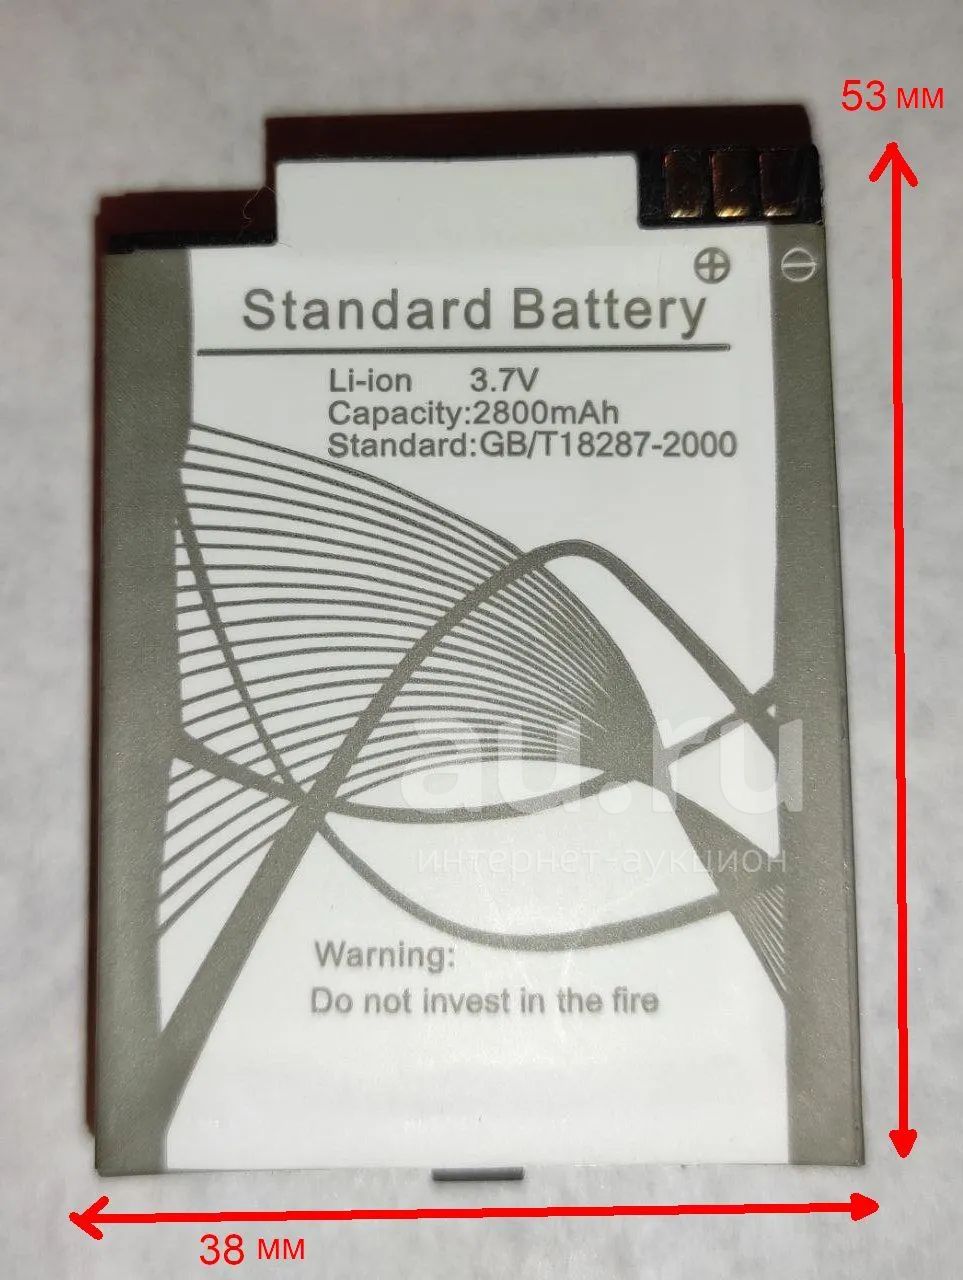 53 мм
Standard Battery
Li-ion 3.7V
Capacity:2800mAh
Standard:GB/T18287-2000
au.ru
интернет-аукцион
Warning:
Do not invest in the fire
38 мм